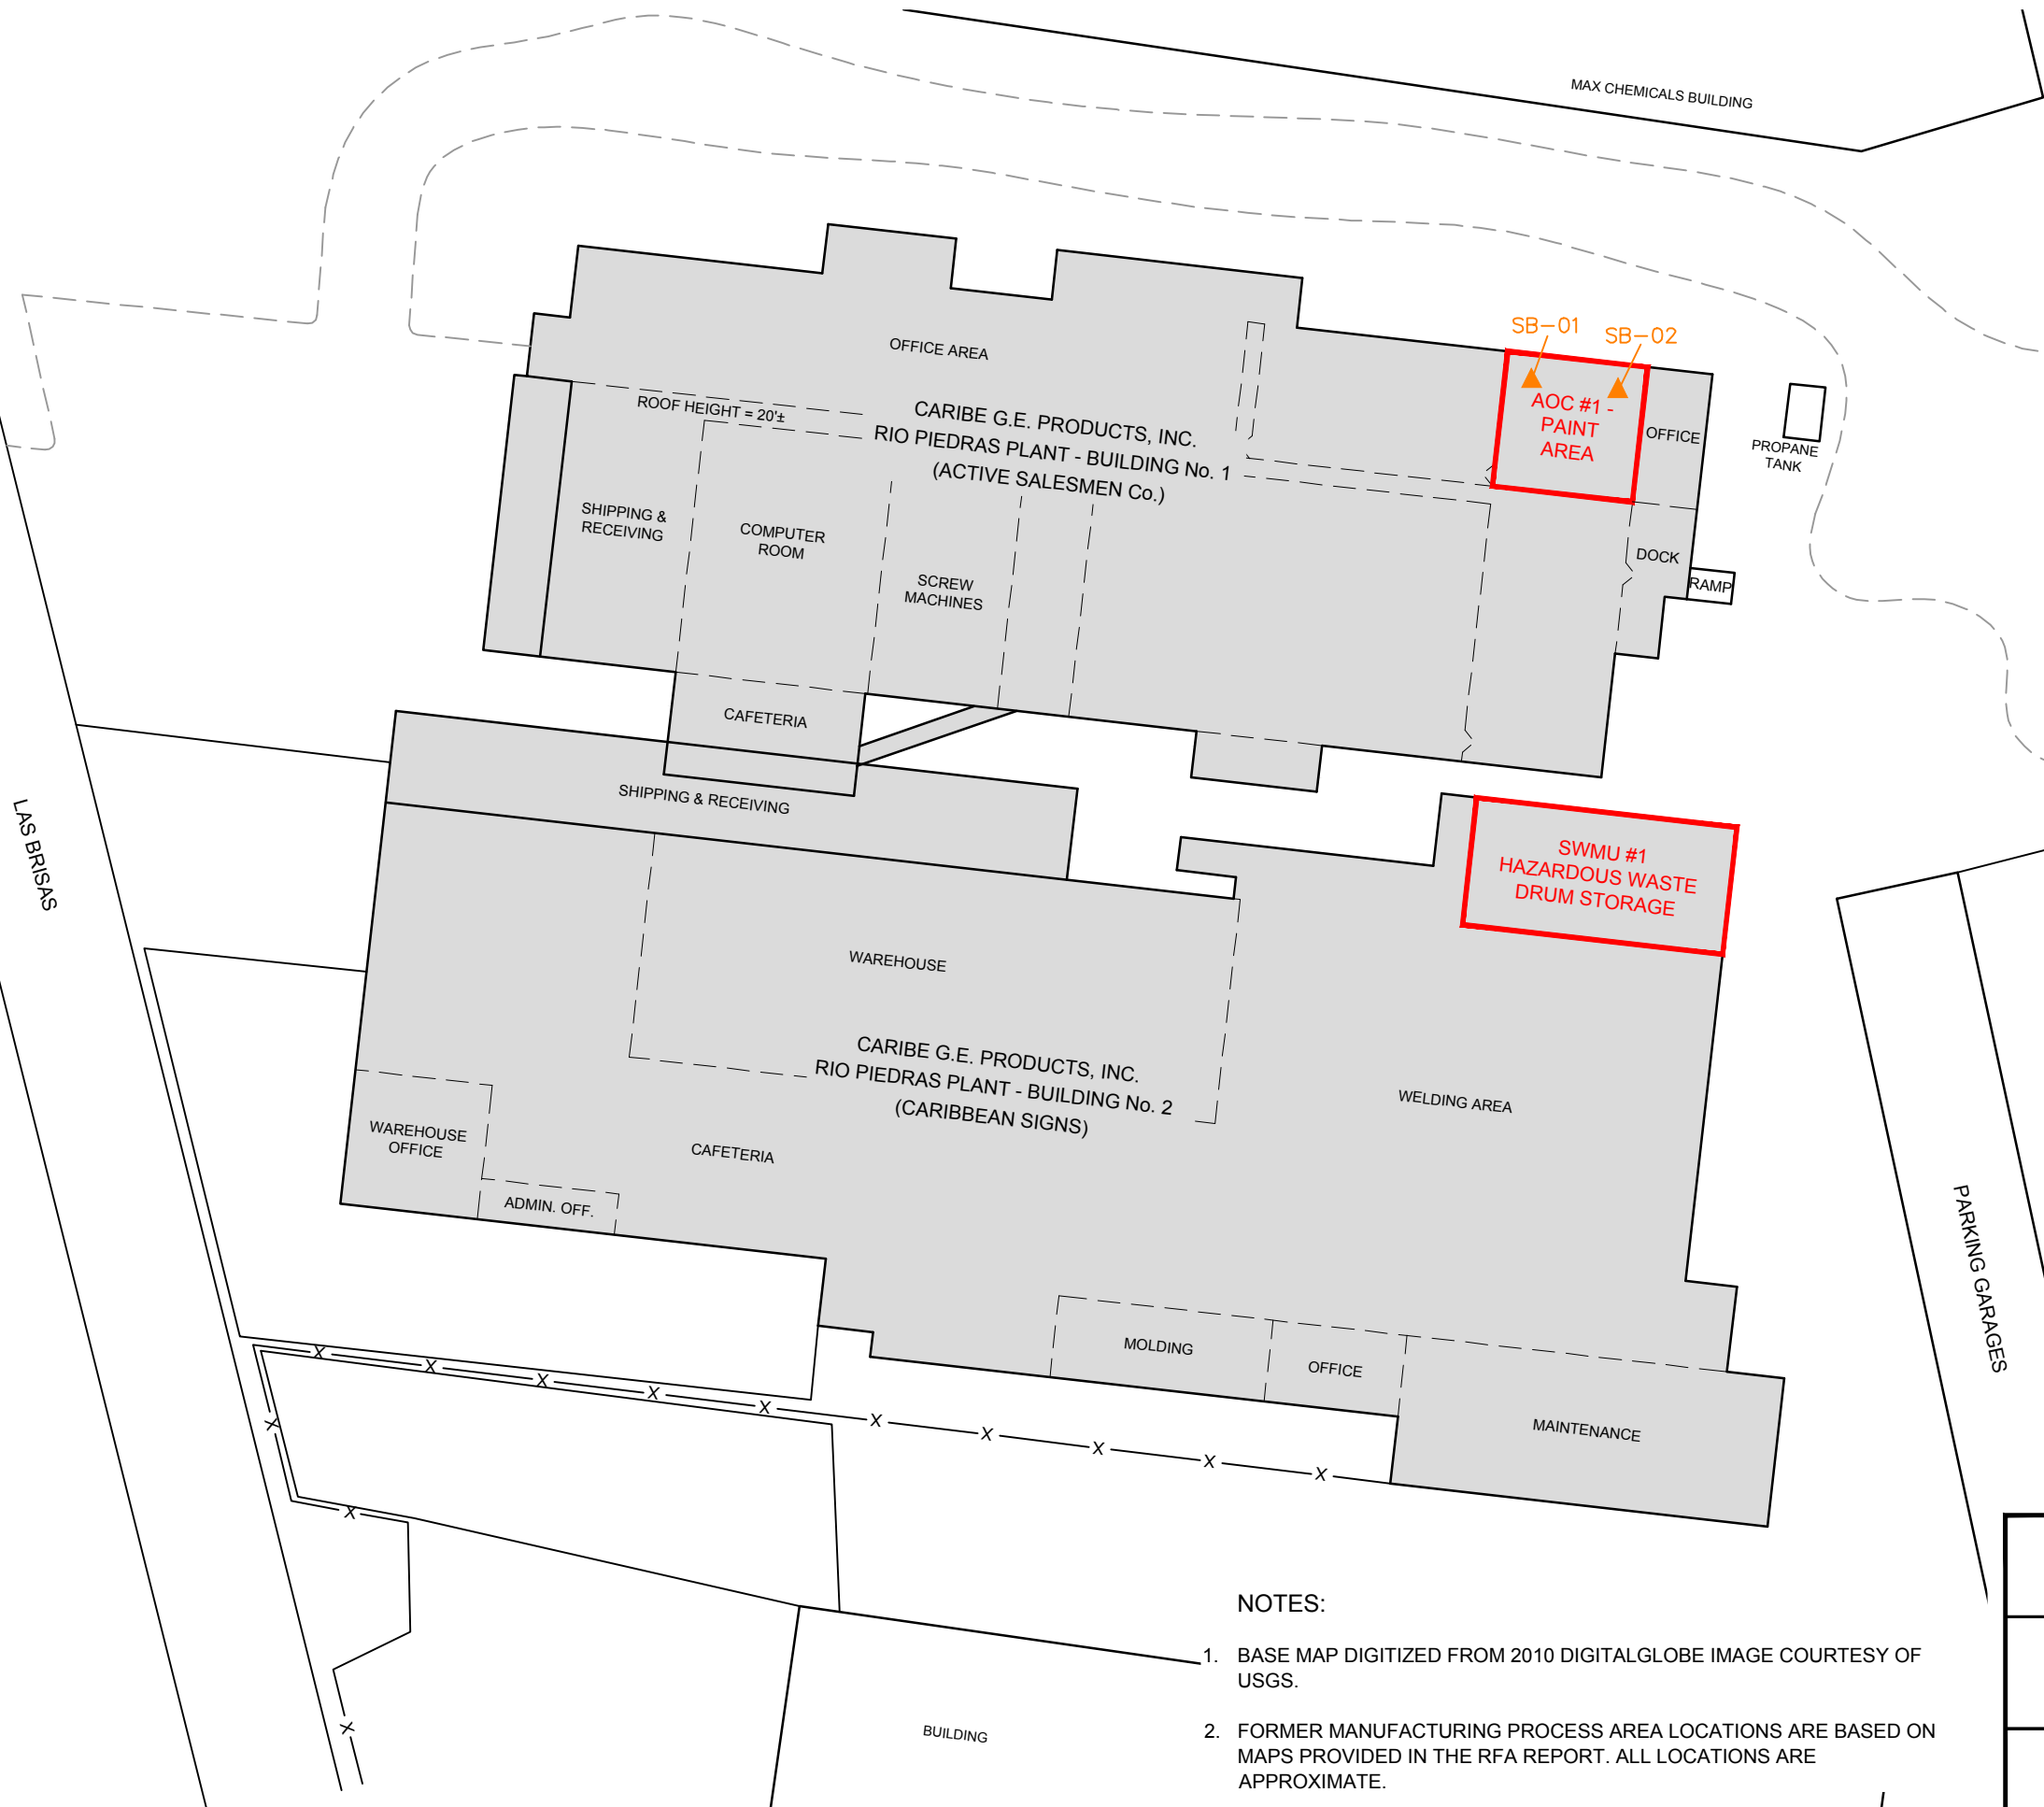 MAX CHEMICALS BUILDING
SB-01
SB-02
OFFICE AREA
AOC #1 -
PAINT
AREA
OFFICE
PROPANE
TANK
ROOF HEIGHT = 20'±
CARIBE G.E. PRODUCTS, INC.
RIO PIEDRAS PLANT - BUILDING No. 1
(ACTIVE SALESMEN Co.)
SHIPPING &
RECEIVING
COMPUTER
ROOM
SCREW
MACHINES
DOCK
RAMP
CAFETERIA
SHIPPING & RECEIVING
LAS BRISAS
SWMU #1
HAZARDOUS WASTE
DRUM STORAGE
WAREHOUSE
CARIBE G.E. PRODUCTS, INC.
RIO PIEDRAS PLANT - BUILDING No. 2
(CARIBBEAN SIGNS)
WELDING AREA
WAREHOUSE
OFFICE
CAFETERIA
ADMIN. OFF.
PARKING GARAGES
MOLDING
OFFICE
MAINTENANCE
X
X
X
X
X
X
X
X
X
X
X
X
X
BUILDING
NOTES:
1. BASE MAP DIGITIZED FROM 2010 DIGITALGLOBE IMAGE COURTESY OF
USGS.
2. FORMER MANUFACTURING PROCESS AREA LOCATIONS ARE BASED ON
MAPS PROVIDED IN THE RFA REPORT. ALL LOCATIONS ARE
APPROXIMATE.